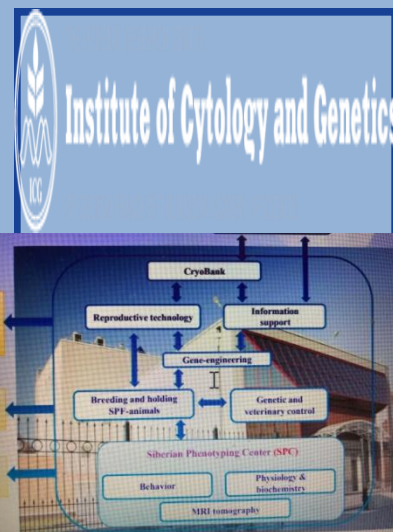 ICG
Institute of Cytology and Genetics
CryoBank
Reproductive technology
Information
support
Gene-engineering
Breeding and holding
SPF-animals
Genetic and
veterinary control
Siberian Phenotyping Center (SPC)
Behavior
Physiology &
biochemistry
MRI tomography